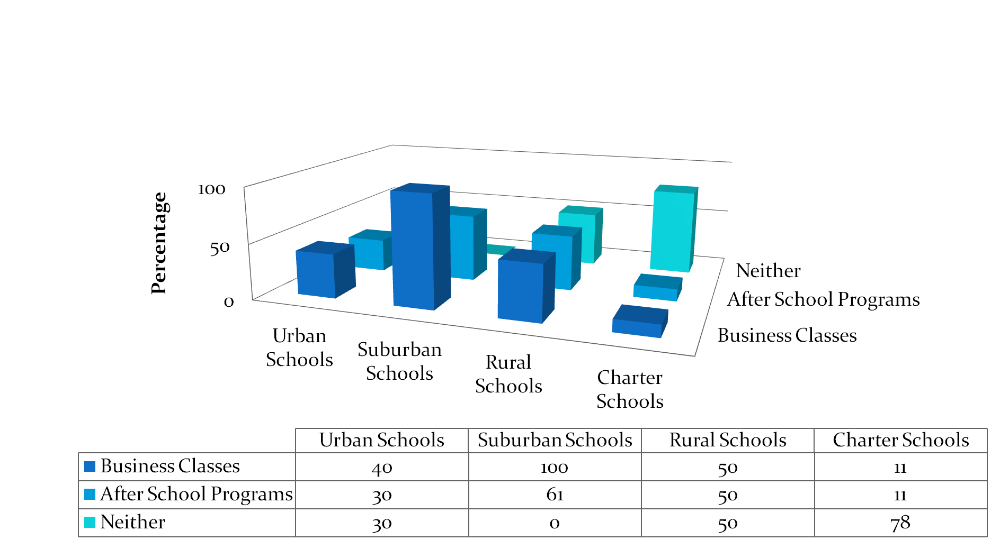 Percentage
100
50
0
Urban
Schools
Suburban
Schools
Rural
Schools
Charter
Schools
Neither
After School Programs
Business Classes
Urban Schools Suburban Schools Rural Schools Charter Schools
Business Classes 40 100 50 11
After School Programs 30 61 50 11
Neither 30 0 50 78